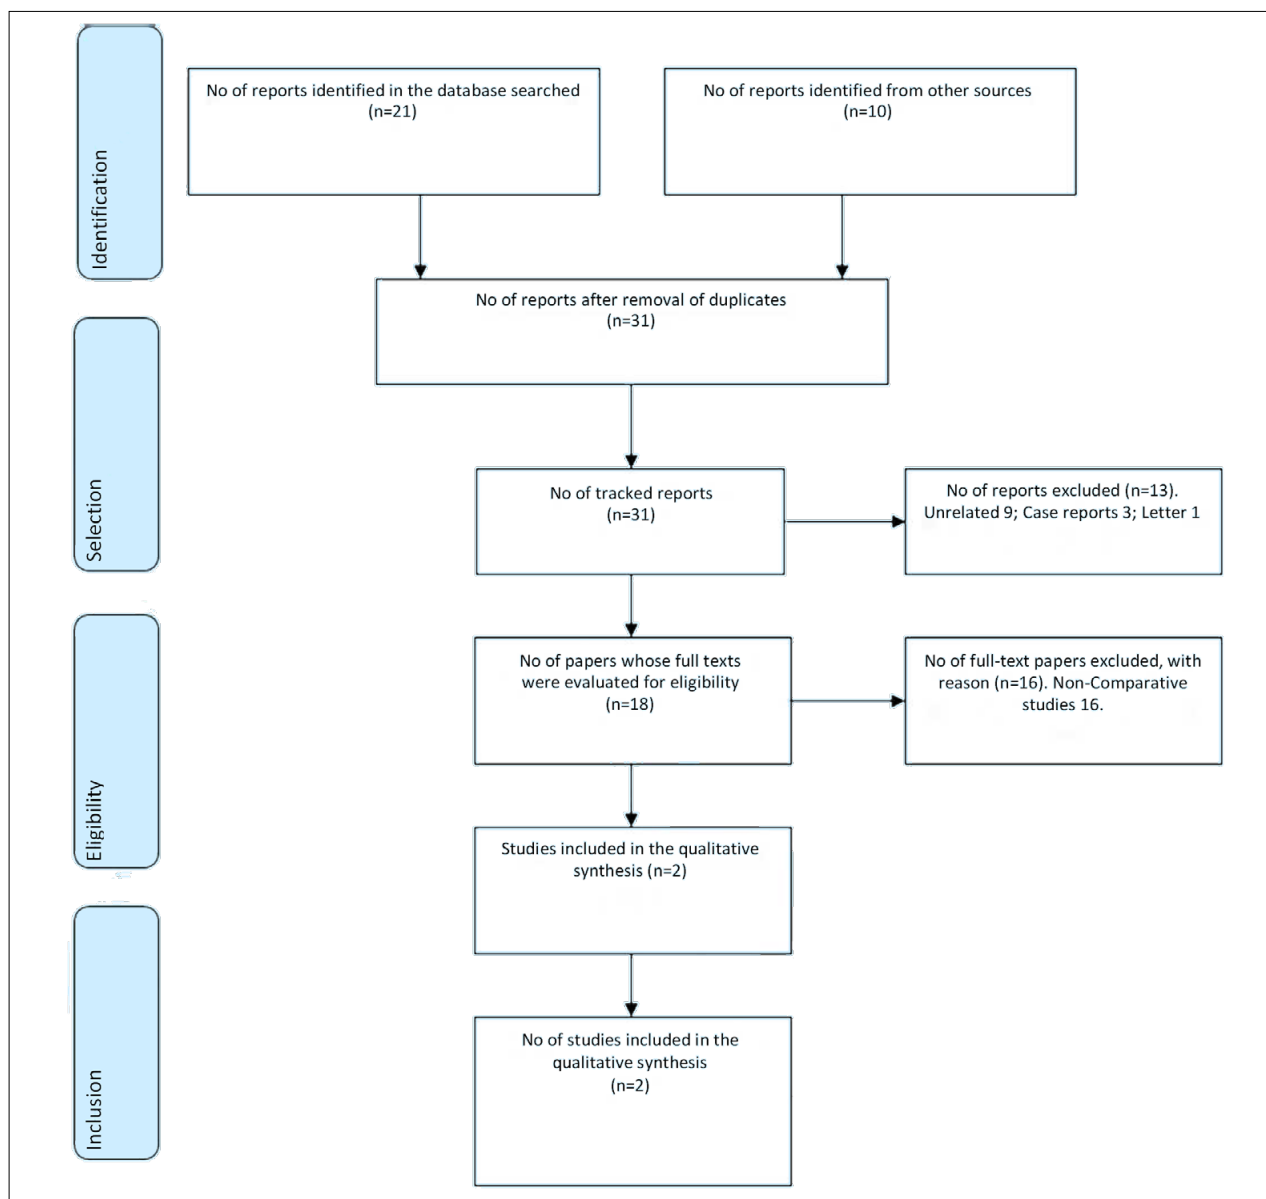 Identification
No of reports identified in the database searched
(n=21)
No of reports identified from other sources
(n=10)
No of reports after removal of duplicates
(n=31)
Selection
No of tracked reports
(n=31)
No of reports excluded (n=13).
Unrelated 9; Case reports 3; Letter 1
Eligibility
No of papers whose full texts
were evaluated for eligibility
(n=18)
No of full-text papers excluded, with
reason (n=16). Non-Comparative
studies 16.
Studies included in the qualitative
synthesis (n=2)
Inclusion
No of studies included in the
qualitative synthesis
(n=2)